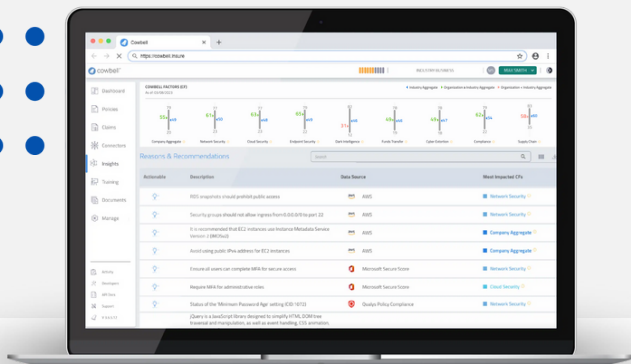 Cowbell
https://cowbell.insure
cowbell
Dashboard
Policies
Claims
Connectors
Insights
Training
Documents
Manage
Activity
Developers
Support
COWBELL FACTORS (CF)
Industry Aggregate
Company Aggregate
Network Security
Cloud Security
Endpoint Security
Dark Intelligence
Funds Transfer
Cyber Extortion
Compliance
Supply Chain
Reasons & Recommendations
Actionable Description Data Source Most Impacted CFs
RDS snapshots should prohibit public access AWS Network Security
Security groups should not allow ingress from 0.0.0.0/0 to port 22 AWS Network Security
It is recommended that EC2 instances use Instance Metadata Service AWS Company Aggregate
Version 2 (IMDSv2)
Avoid using public IPv4 address for EC2 instances AWS Company Aggregate
Ensure all users can complete MFA for secure access Microsoft Secure Score Network Security
Require MFA for administrative roles Microsoft Secure Score Cloud Security
Status of the 'Minimum Password Age' setting Qualys Policy Compliance Network Security
jQuery is a JavaScript library designed to simplify HTML DOM tree
traversal and manipulation, as well as event handling, CSS animation,